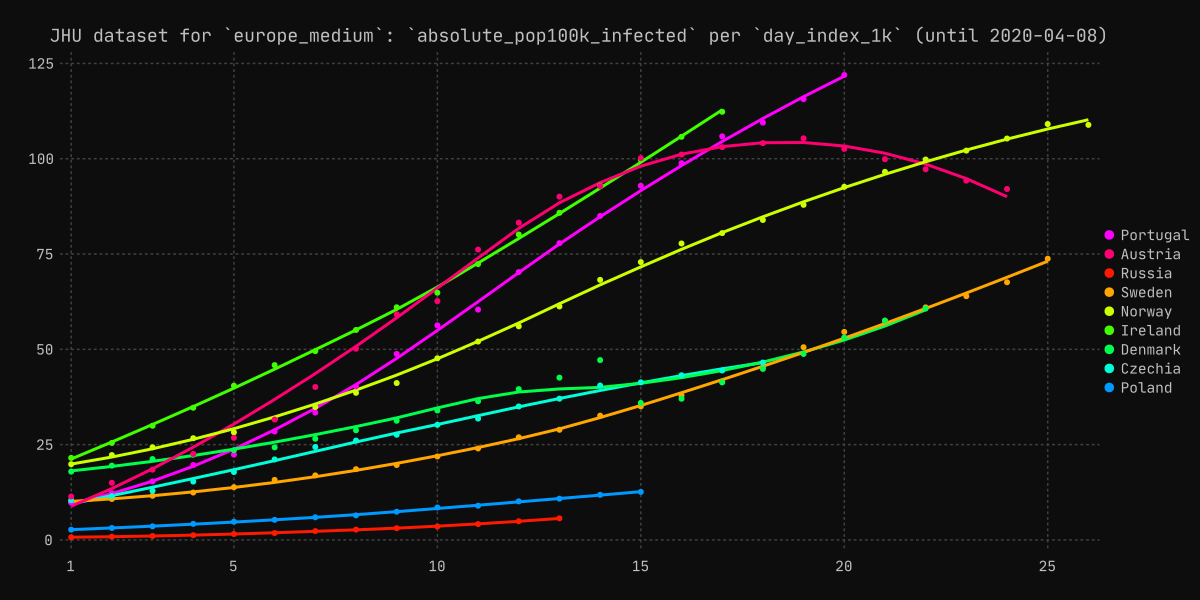 JHU dataset for `europe_medium`: `absolute_pop100k_infected` per `day_index_1k` (until 2020-04-08)
125
100
75
50
25
0
1 5 10 15 20 25
Portugal
Austria
Russia
Sweden
Norway
Ireland
Denmark
Czechia
Poland